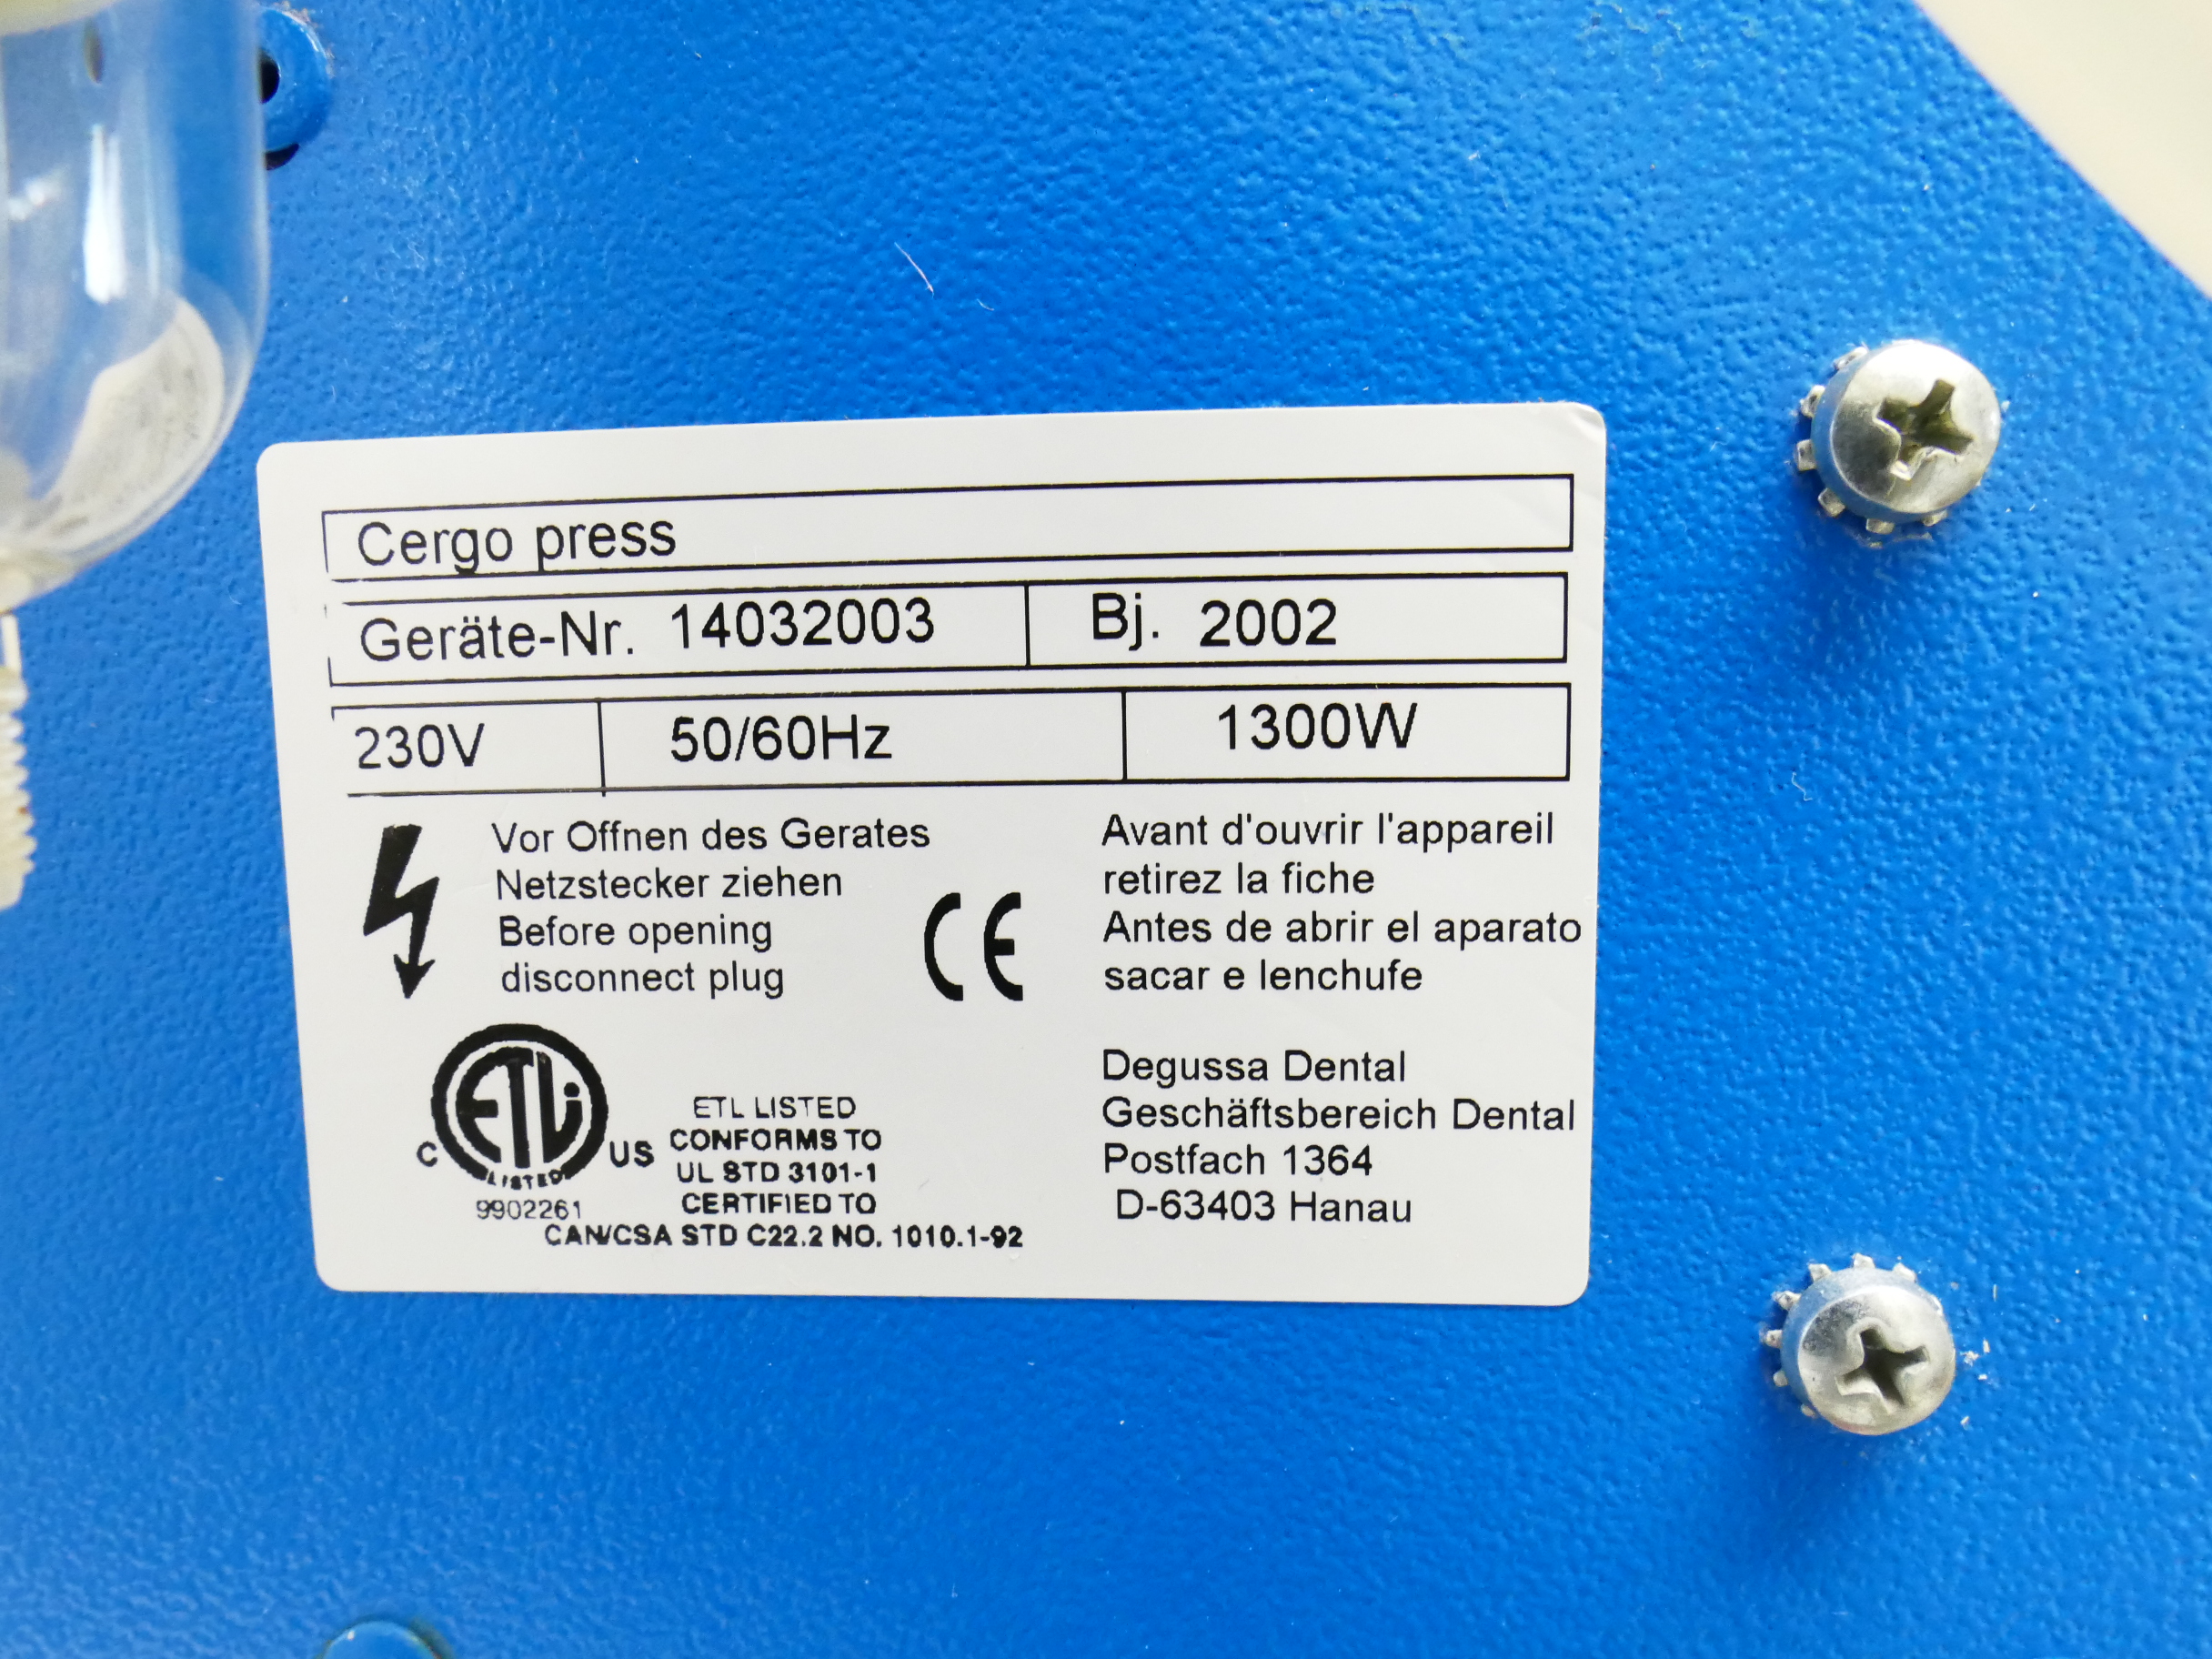 Cergo press
Geräte-Nr. 14032003 Bj. 2002
230V 50/60Hz 1300W
Vor Offnen des Gerates
Netzstecker ziehen
Before opening
disconnect plug
CE
Avant d'ouvrir l'appareil
retirez la fiche
Antes de abrir el aparato
sacar e lenchufe
ETL
LISTED
C US
9902261
ETL LISTED
CONFORMS TO
UL STD 3101-1
CERTIFIED TO
CAN/CSA STD C22.2 NO. 1010.1-92
Degussa Dental
Geschäftsbereich Dental
Postfach 1364
D-63403 Hanau